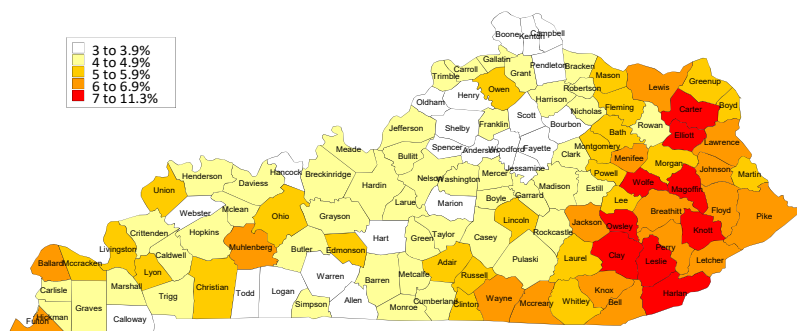 3 to 3.9%
4 to 4.9%
5 to 5.9%
6 to 6.9%
7 to 11.3%
Boone
Kenton
Campbell
Gallatin
Pendleton
Bracken
Grant
Carroll
Trimble
Owen
Mason
Lewis
Greenup
Robertson
Harrison
Henry
Oldham
Nicholas
Fleming
Carter
Boyd
Scott
Bourbon
Franklin
Shelby
Jefferson
Bath
Rowan
Elliott
Lawrence
Spencer
Anderson
Woodford
Fayette
Montgomery
Clark
Menifee
Morgan
Johnson
Martin
Meade
Bullitt
Jessamine
Powell
Hancock
Breckinridge
Hardin
Nelson
Washington
Mercer
Madison
Estill
Wolfe
Magoffin
Henderson
Daviess
Union
Webster
Mclean
Ohio
Grayson
Larue
Marion
Boyle
Garrard
Lee
Breathitt
Floyd
Pike
Lincoln
Rockcastle
Jackson
Owsley
Knott
Crittenden
Hopkins
Muhlenberg
Butler
Edmonson
Hart
Green
Taylor
Casey
Pulaski
Laurel
Clay
Perry
Leslie
Letcher
Livingston
Caldwell
Ballard
Mccracken
Lyon
Christian
Todd
Logan
Warren
Barren
Metcalfe
Adair
Russell
Carlisle
Marshall
Trigg
Simpson
Allen
Monroe
Cumberland
Clinton
Wayne
Mccreary
Whitley
Knox
Bell
Harlan
Hickman
Fulton
Graves
Calloway